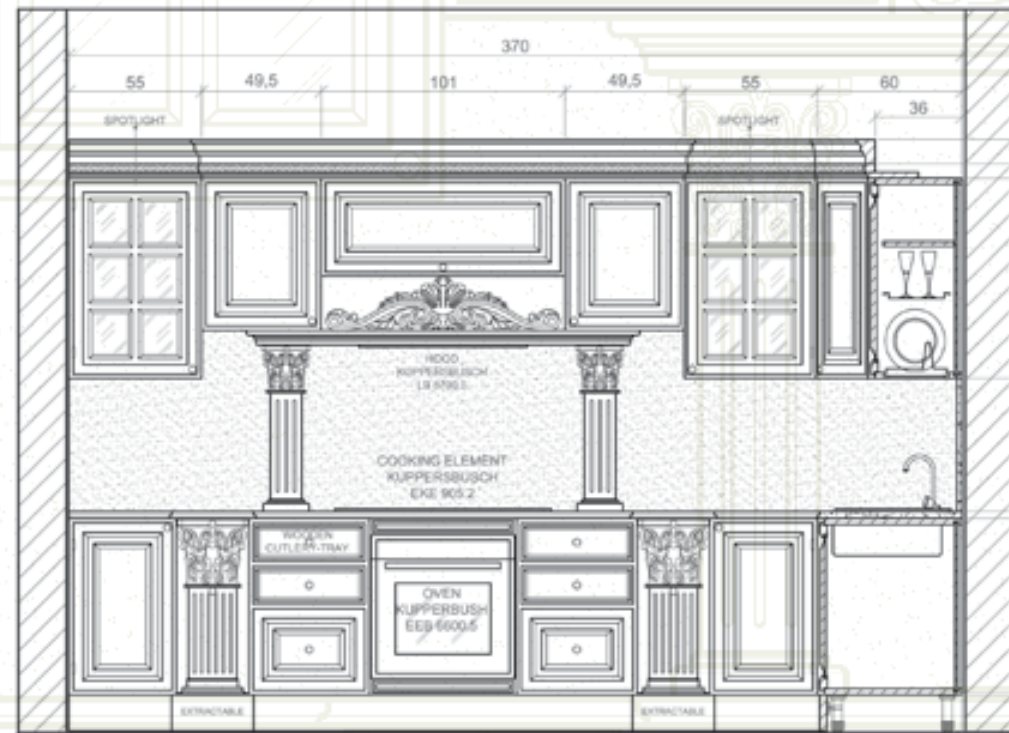 370
55
49,5
101
49,5
55
60
36
SPOTLIGHT
SPOTLIGHT
HOOD
KUPPERSBUSCH
COOKING ELEMENT
KUPPERSBUSCH
EKE 905.2
WOODEN
CUTLERY-TRAY
OVEN
KUPPERBUSH
EEB 6600.5
EXTRACTABLE
EXTRACTABLE